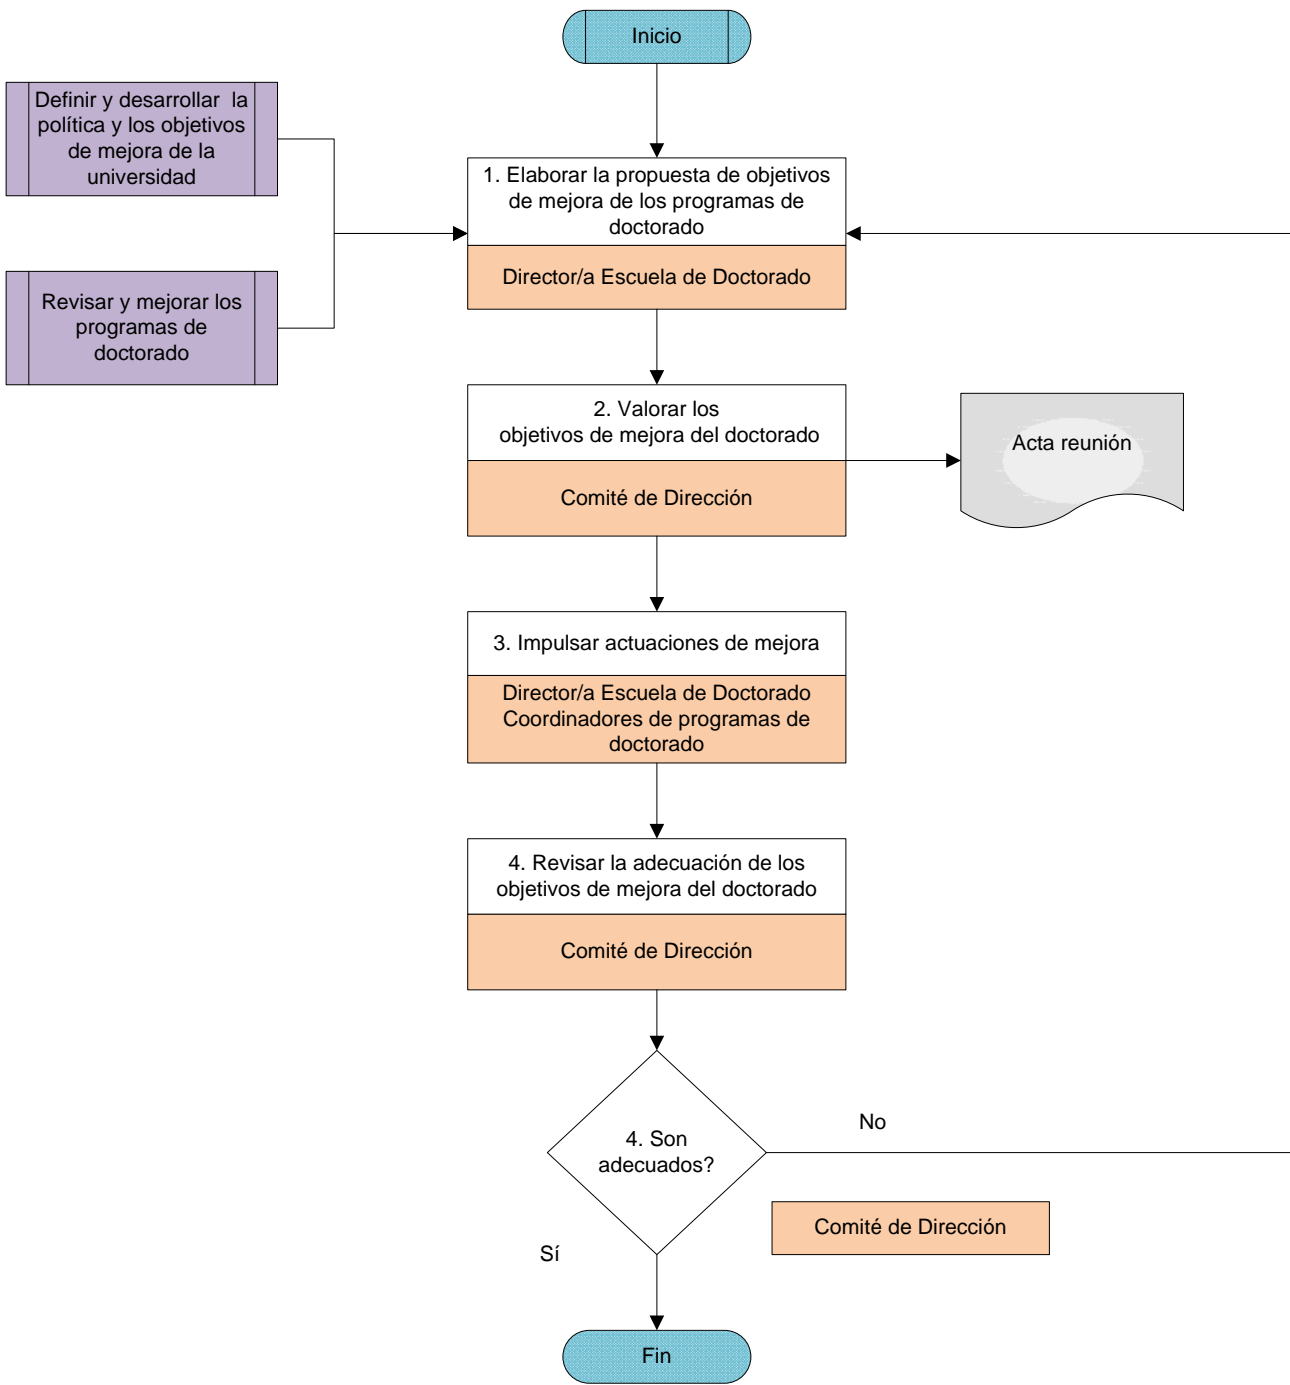 Inicio
Definir y desarrollar la
política y los objetivos
de mejora de la
universidad
1. Elaborar la propuesta de objetivos
de mejora de los programas de
doctorado
Director/a Escuela de Doctorado
Revisar y mejorar los
programas de
doctorado
2. Valorar los
objetivos de mejora del doctorado
Comité de Dirección
Acta reunión
3. Impulsar actuaciones de mejora
Director/a Escuela de Doctorado
Coordinadores de programas de
doctorado
4. Revisar la adecuación de los
objetivos de mejora del doctorado
Comité de Dirección
4. Son
adecuados?
No
Comité de Dirección
Sí
Fin